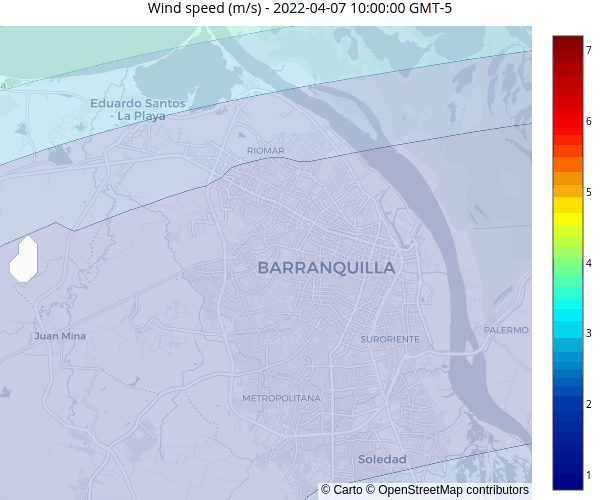 Wind speed (m/s) - 2022-04-07 10:00:00 GMT-5
7
6
5
4
3
2
1
a
Eduardo Santos
- La Playa
RIOMAR
BARRANQUILLA
Juan Mina
SURORIENTE
PALERMO
METROPOLITANA
Soledad
© Carto © OpenStreetMap contributors